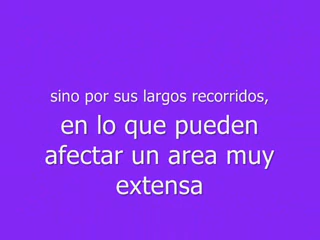 sino por sus largos recorridos,
en lo que pueden
afectar un area muy
extensa